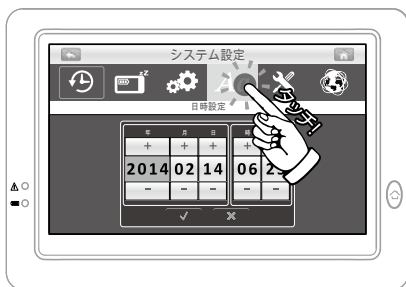 システム設定
z z
タッチ!
日時設定
年 月 日 時
+ + + +
2014 02 14 06
− − − −